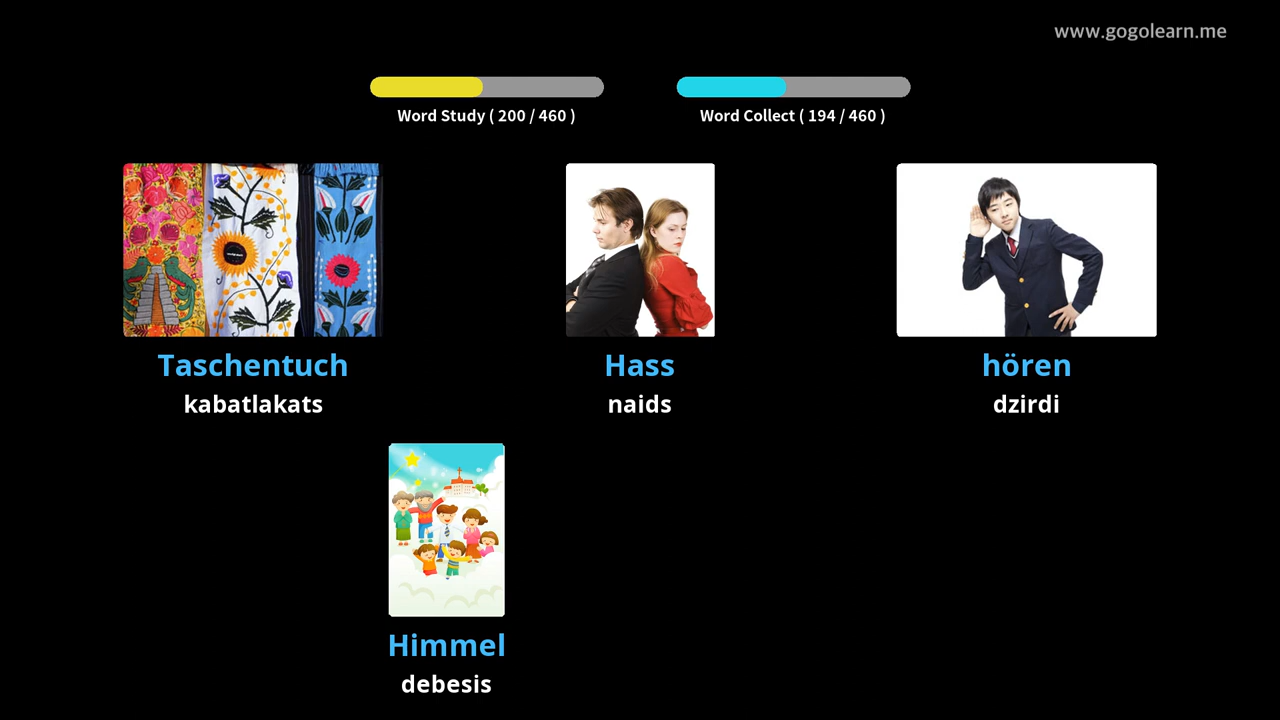 www.gogolearn.me
Word Study ( 200 / 460 )
Word Collect ( 194 / 460 )
Taschentuch
kabatlakats
Hass
naids
hören
dzirdi
Himmel
debesis